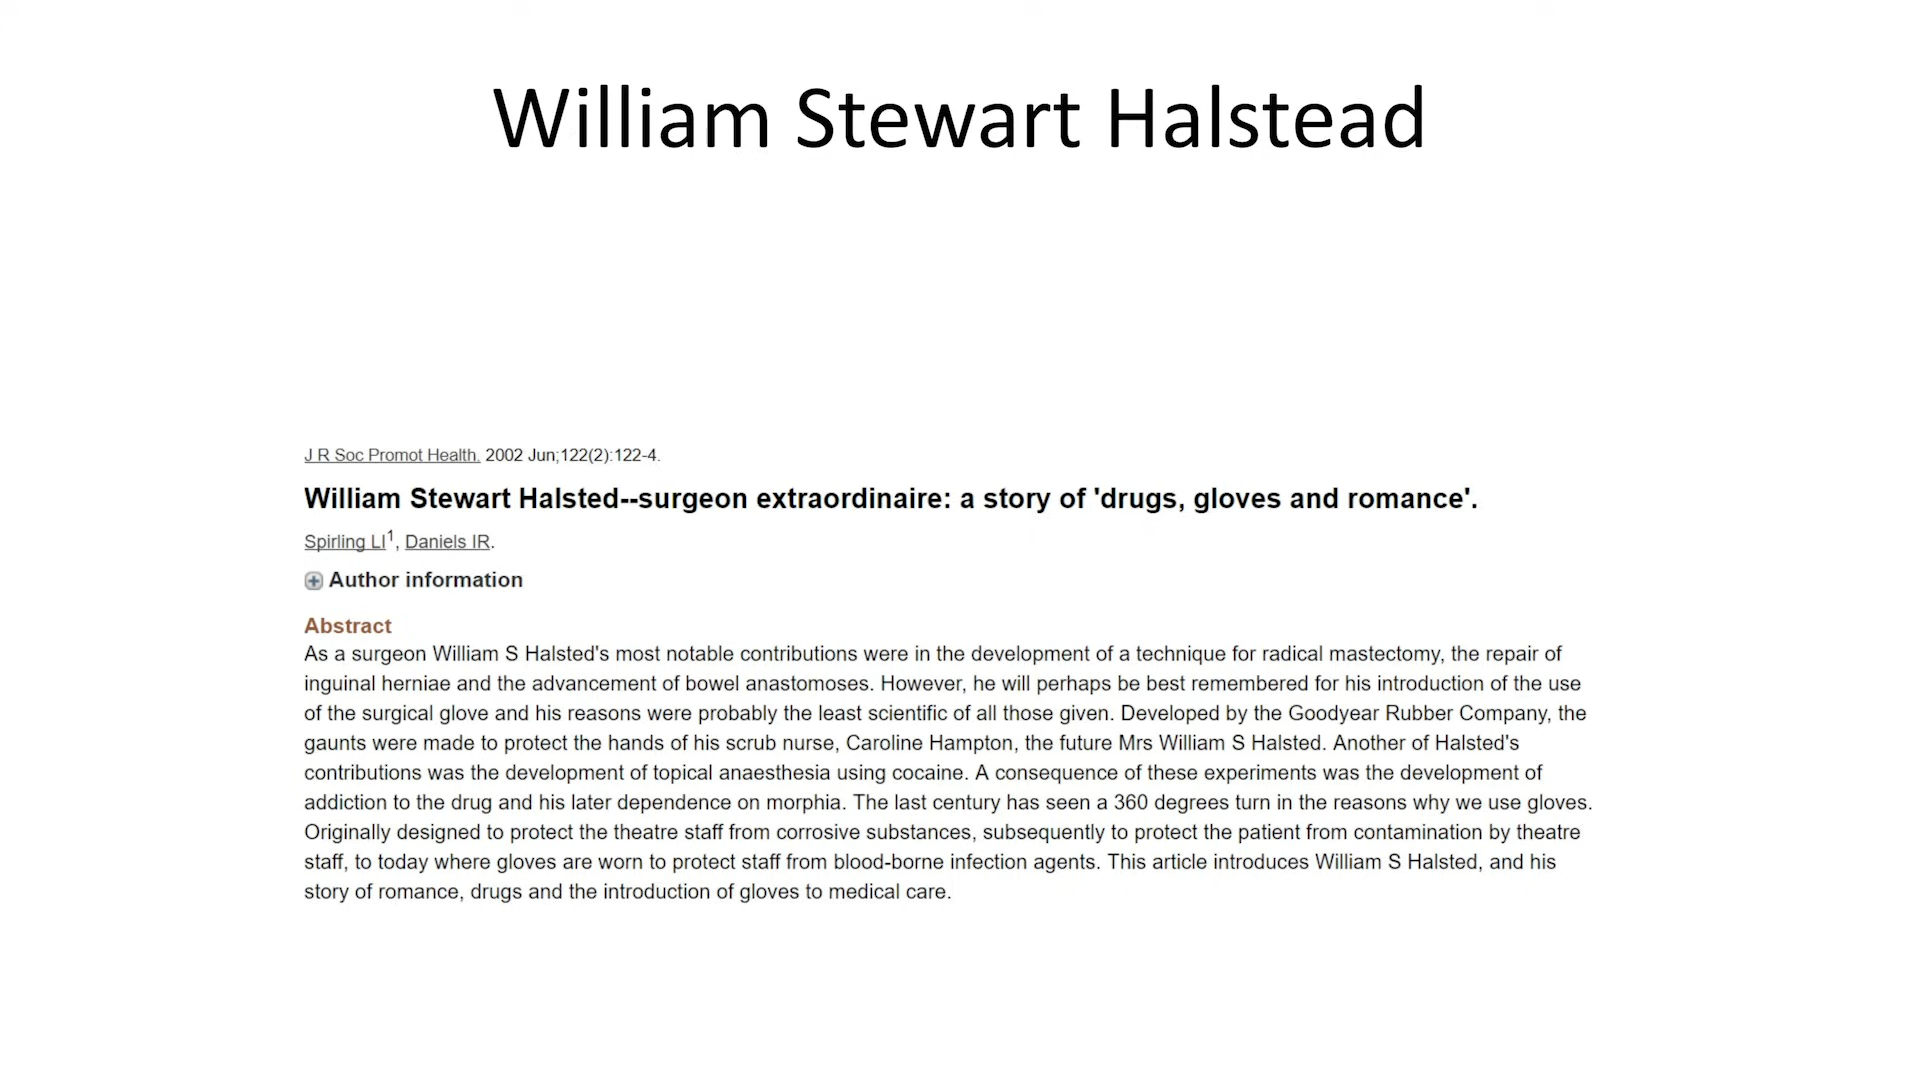 William Stewart Halstead
J R Soc Promot Health. 2002 Jun;122(2):122-4.
William Stewart Halsted--surgeon extraordinaire: a story of 'drugs, gloves and romance'.
Spirling LI1, Daniels IR.
Author information
Abstract
As a surgeon William S Halsted's most notable contributions were in the development of a technique for radical mastectomy, the repair of
inguinal herniae and the advancement of bowel anastomoses. However, he will perhaps be best remembered for his introduction of the use
of the surgical glove and his reasons were probably the least scientific of all those given. Developed by the Goodyear Rubber Company, the
gaunts were made to protect the hands of his scrub nurse, Caroline Hampton, the future Mrs William S Halsted. Another of Halsted's
contributions was the development of topical anaesthesia using cocaine. A consequence of these experiments was the development of
addiction to the drug and his later dependence on morphia. The last century has seen a 360 degrees turn in the reasons why we use gloves.
Originally designed to protect the theatre staff from corrosive substances, subsequently to protect the patient from contamination by theatre
staff, to today where gloves are worn to protect staff from blood-borne infection agents. This article introduces William S Halsted, and his
story of romance, drugs and the introduction of gloves to medical care.